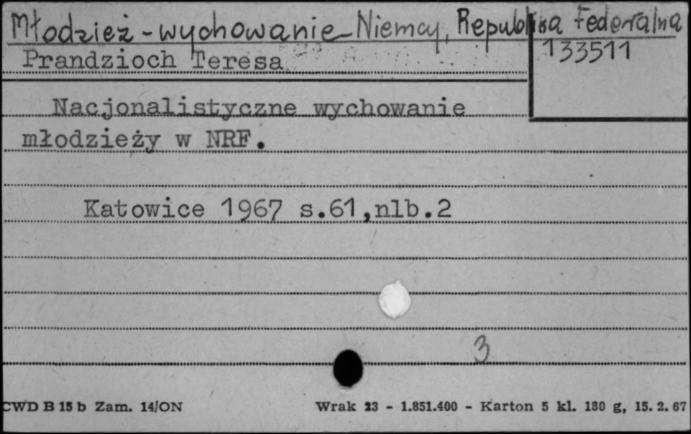 Młodzież-wychowanie-Niemcy, Republika Federalna
133511
Prandzioch Teresa
Nacjonalistyczne wychowanie
młodzieży w NRF.
Katowice 1967 s.61,nlb.2
3
CWD B 15 b Zam. 14/ON
Wrak 23 - 1.851.400 - Karton 5 kl. 180 g, 15. 2. 67